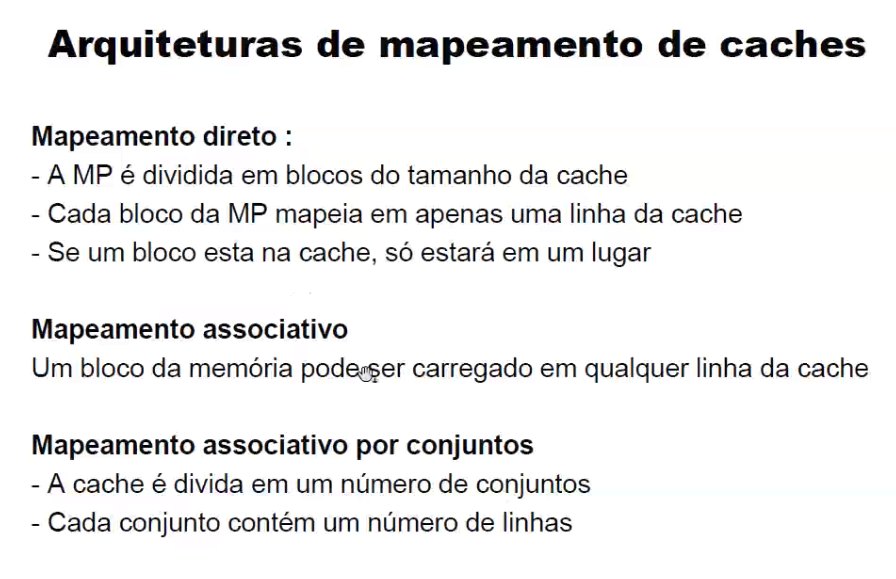 Arquiteturas de mapeamento de caches
Mapeamento direto :
- A MP é dividida em blocos do tamanho da cache
- Cada bloco da MP mapeia em apenas uma linha da cache
- Se um bloco esta na cache, só estará em um lugar
Mapeamento associativo
Um bloco da memória pode ser carregado em qualquer linha da cache
Mapeamento associativo por conjuntos
- A cache é divida em um número de conjuntos
- Cada conjunto contém um número de linhas